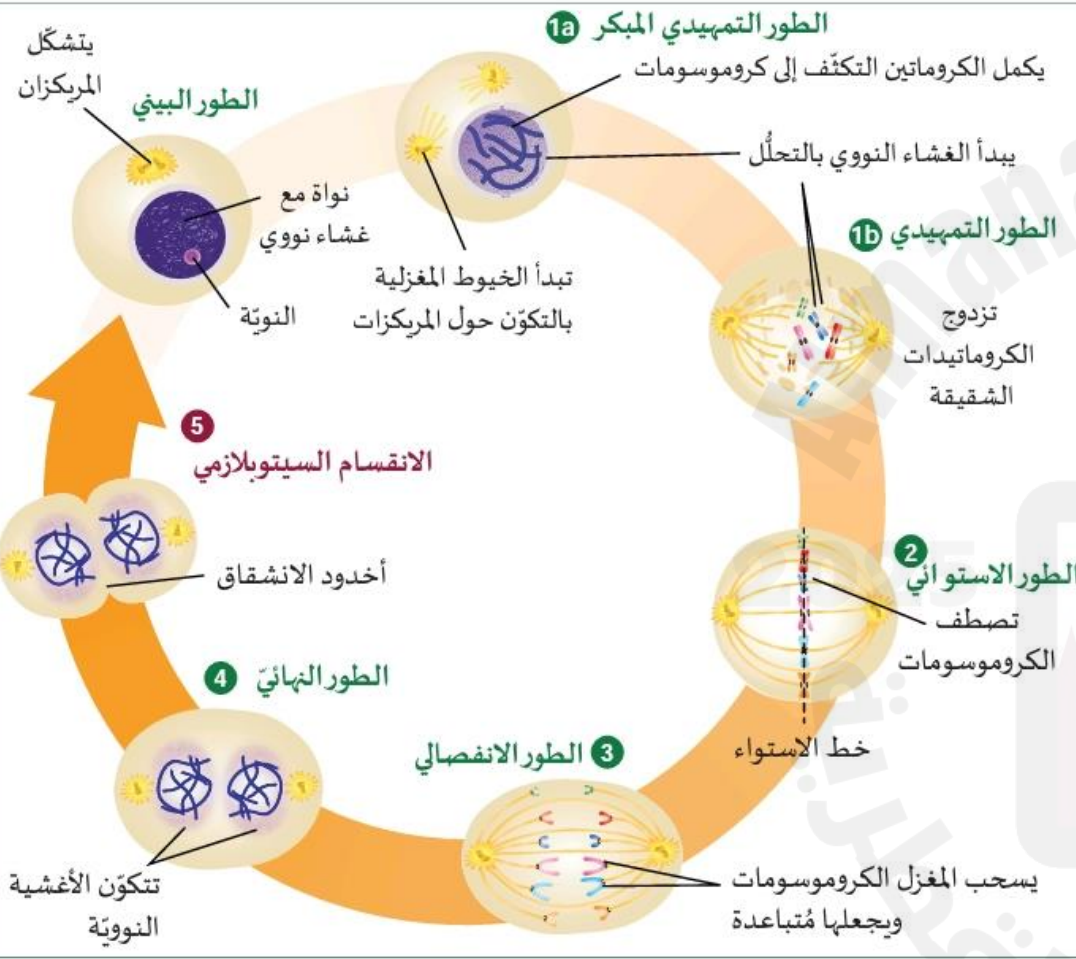 الطور التمهيدي المبكر 1a
يكمل الكروماتين التكثّف إلى كروموسومات
يبدأ الغشاء النووي بالتحلُّل
تبدأ الخيوط المغزلية
بالتكوّن حول المريكزات
الطور التمهيدي 1b
تزدوج
الكروماتيدات
الشقيقة
2
الطور الاستوائي
تصطف
الكروموسومات
خط الاستواء
3 الطور الانفصالي
يسحب المغزل الكروموسومات
ويجعلها مُتباعدة
الطور النهائيّ 4
تتكوّن الأغشية
النوويّة
5
الانقسام السيتوبلازمي
أخدود الانشقاق
الطور البيني
يتشكّل
المريكزان
نواة مع
غشاء نووي
النويّة